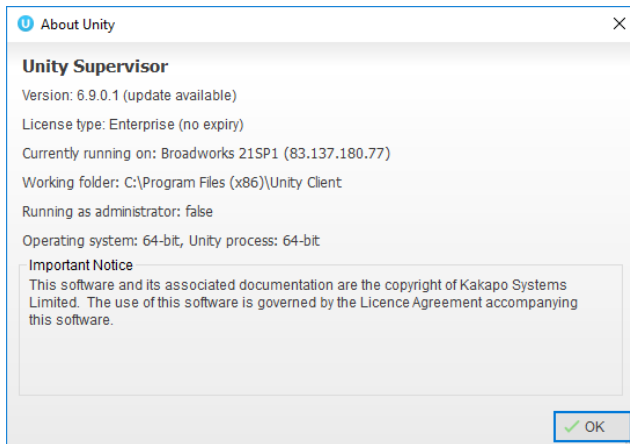 About Unity
Unity Supervisor
Version: 6.9.0.1 (update available)
License type: Enterprise (no expiry)
Currently running on: Broadworks 21SP1 (83.137.180.77)
Working folder: C:\Program Files (x86)\Unity Client
Running as administrator: false
Operating system: 64-bit, Unity process: 64-bit
Important Notice
This software and its associated documentation are the copyright of Kakapo Systems
Limited. The use of this software is governed by the Licence Agreement accompanying
this software.
OK